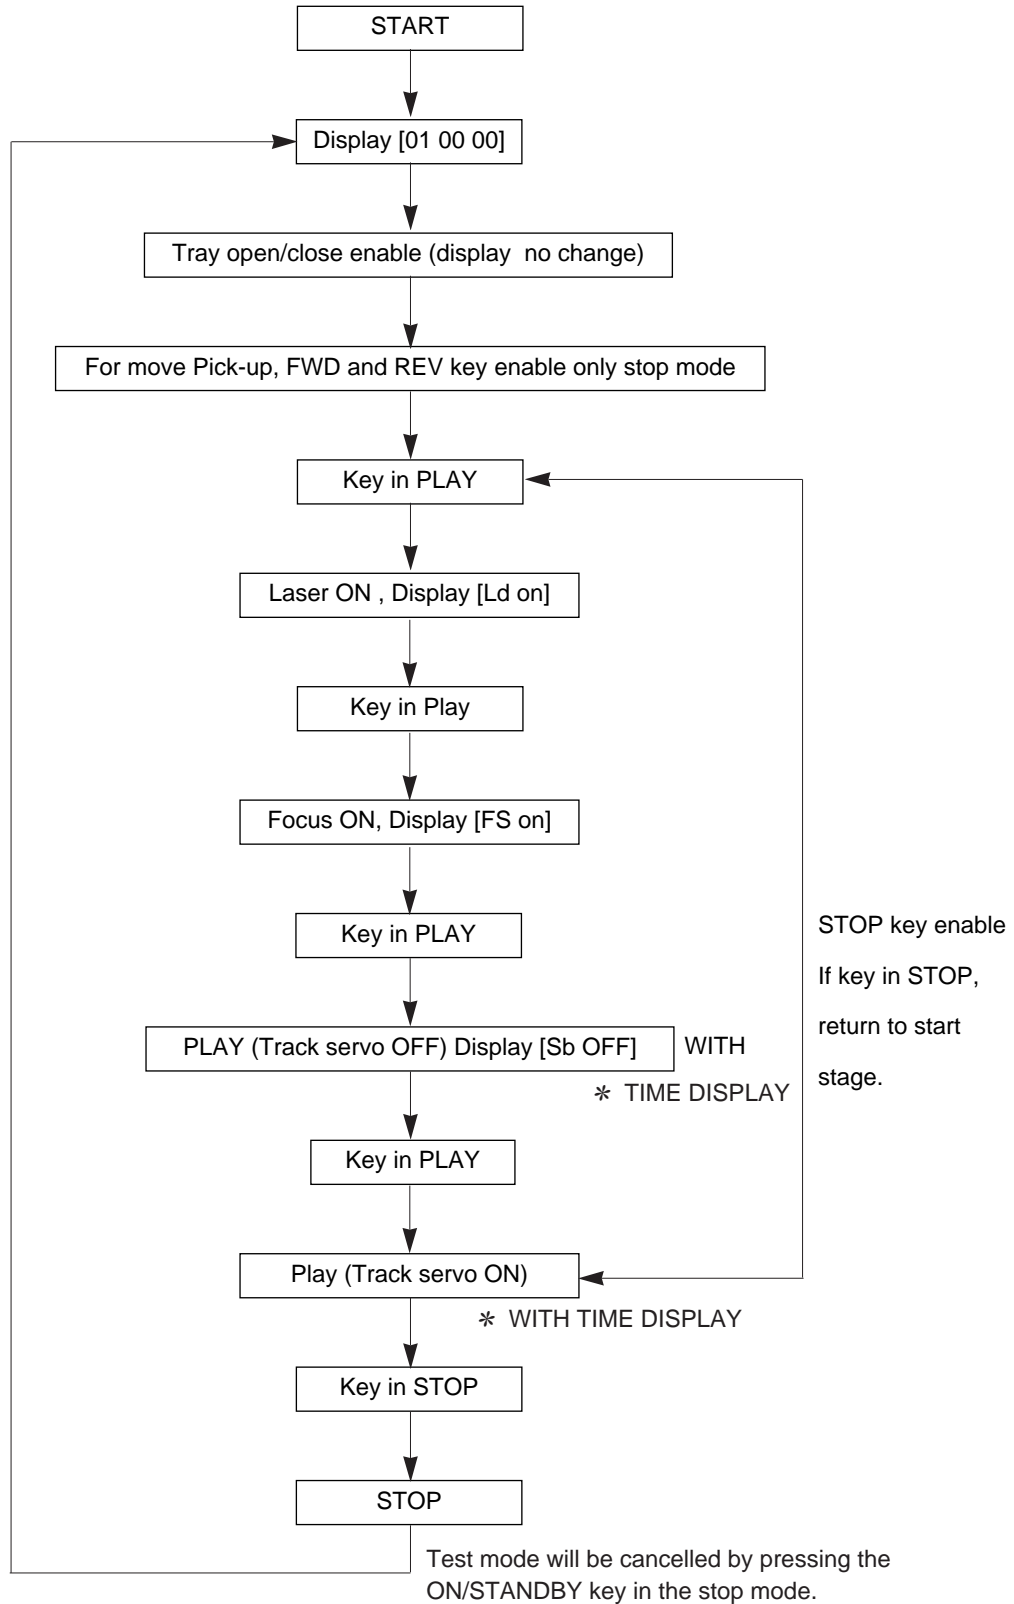 START
Display [01 00 00]
Tray open/close enable (display  no change)
For move Pick-up, FWD and REV key enable only stop mode
Key in PLAY
Laser ON , Display [Ld on]
Key in Play
Focus ON, Display [FS on]
Key in PLAY
STOP key enable
If key in STOP,
return to start
stage.
PLAY (Track servo OFF) Display [Sb OFF] WITH
* TIME DISPLAY
Key in PLAY
Play (Track servo ON)
* WITH TIME DISPLAY
Key in STOP
STOP
Test mode will be cancelled by pressing the
ON/STANDBY key in the stop mode.